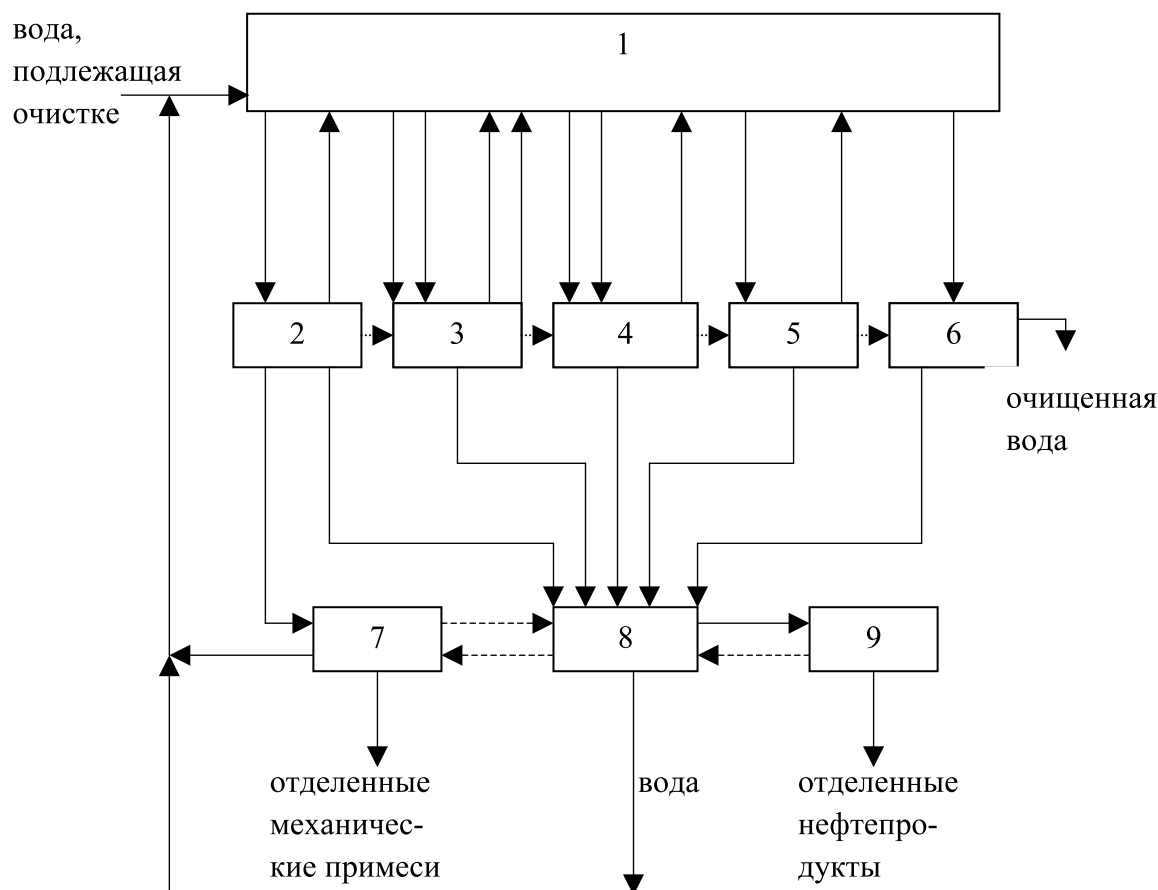 вода,
подлежащая
очистке
1
2
3
4
5
6
очищенная
вода
7
8
9
отделенные
механичес-
кие примеси
вода
отделенные
нефтепро-
дукты